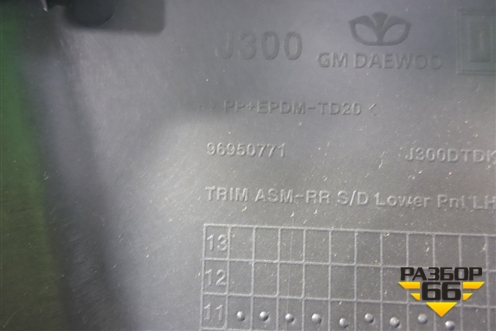 J300
GM DAEWOO
> PP+EPDM-TD20 <
96950771 J300DTDK
TRIM ASM-RR S/D Lower Pnl LH
13
12
11
РАЗБОР
66